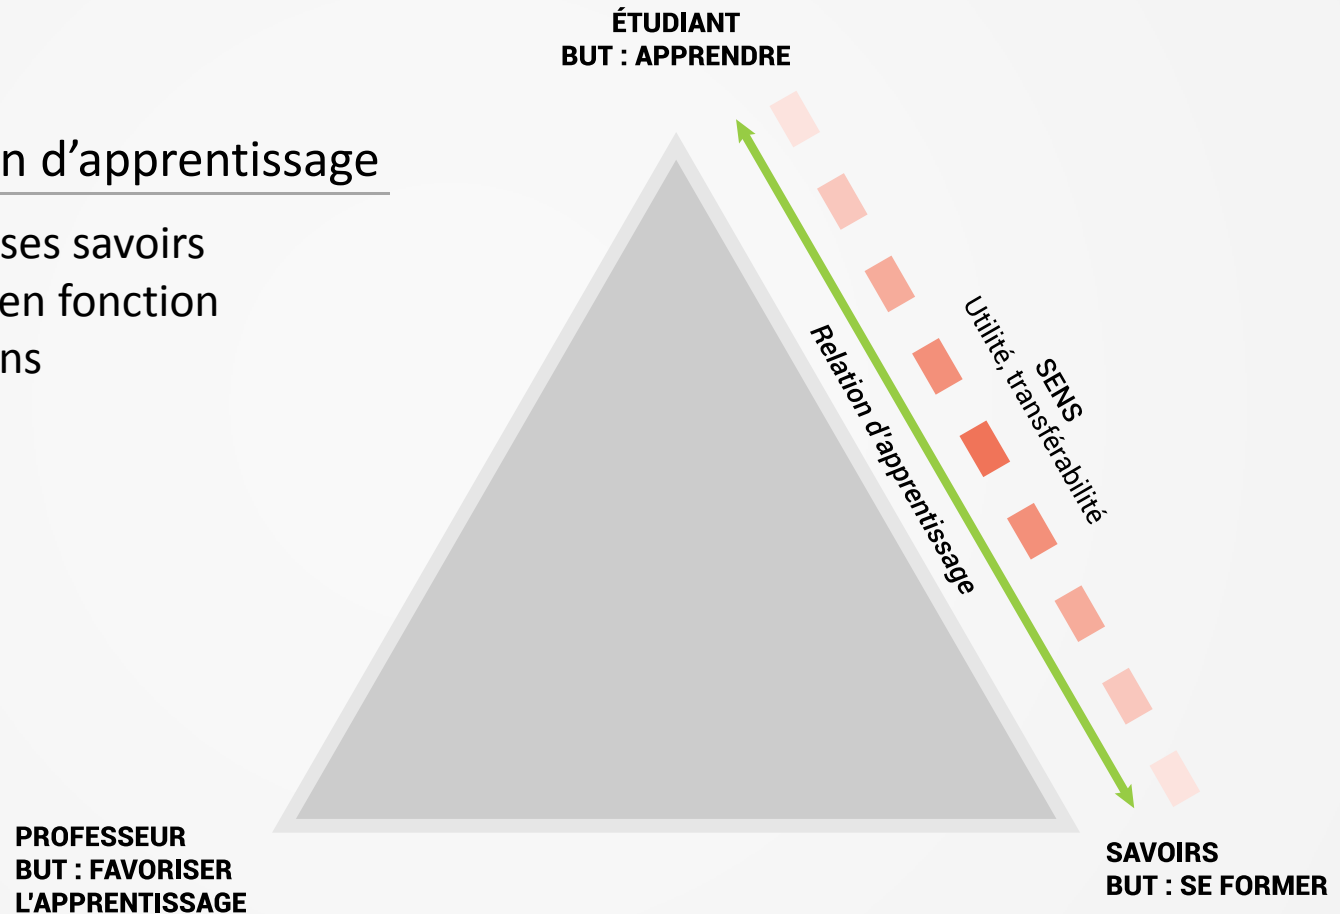 ÉTUDIANT
BUT : APPRENDRE
n d’apprentissage
ses savoirs
en fonction
ns
Relation d'apprentissage
SENS
Utilité, transférabilité
PROFESSEUR
BUT : FAVORISER
L'APPRENTISSAGE
SAVOIRS
BUT : SE FORMER